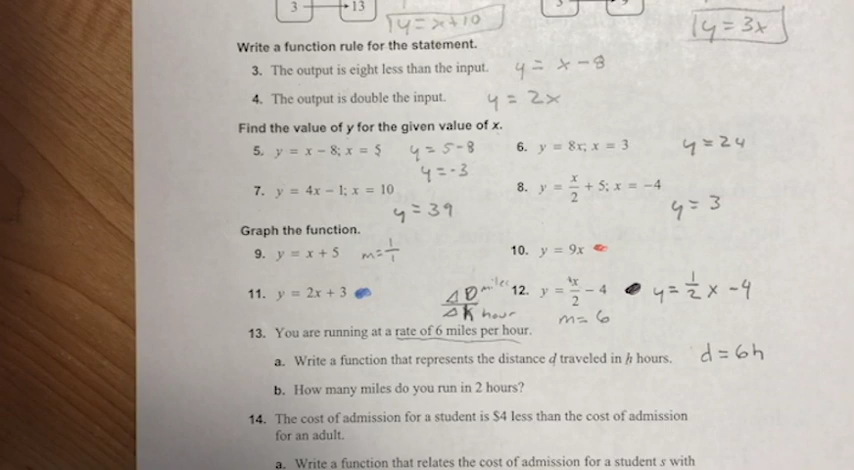 3 → 13
y = x + 10
y = 3x
Write a function rule for the statement.
3. The output is eight less than the input. y = x - 8
4. The output is double the input. y = 2x
Find the value of y for the given value of x.
5. y = x – 8; x = 5 y = 5 - 8
y = -3
6. y = 8x; x = 3 y = 24
7. y = 4x – 1; x = 10
y = 39
8. y = x/2 + 5; x = –4
y = 3
Graph the function.
9. y = x + 5 m = 1/1
10. y = 9x
11. y = 2x + 3
ΔD miles
Δh hour
12. y = x/2 – 4 y = 1/2 x - 4
m = 6
13. You are running at a rate of 6 miles per hour.
a. Write a function that represents the distance d traveled in h hours. d = 6h
b. How many miles do you run in 2 hours?
14. The cost of admission for a student is $4 less than the cost of admission
for an adult.
a. Write a function that relates the cost of admission for a student s with